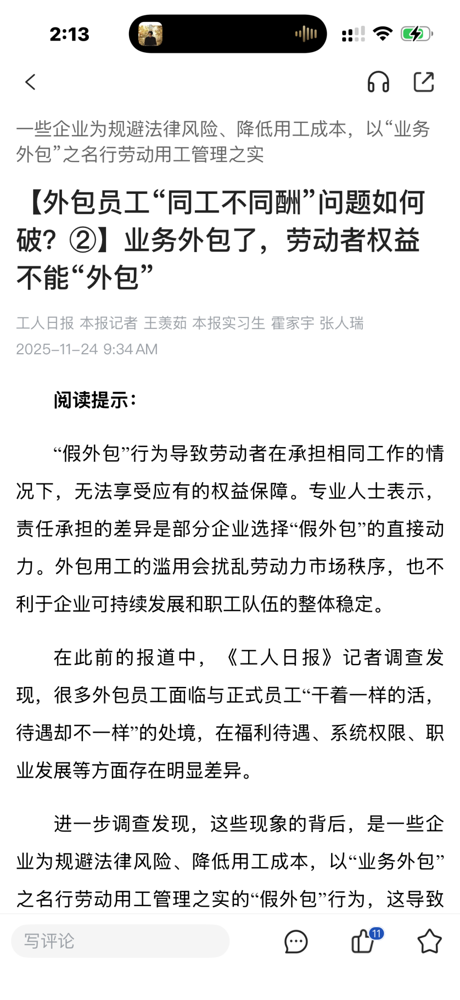 2:13
一些企业为规避法律风险、降低用工成本，以“业务
外包”之名行劳动用工管理之实
【外包员工“同工不同酬”问题如何
破？②】业务外包了，劳动者权益
不能“外包”
工人日报 本报记者 王羡茹 本报实习生 霍家宇 张人瑞
2025-11-24 9:34 AM
阅读提示：
“假外包”行为导致劳动者在承担相同工作的情
况下，无法享受应有的权益保障。专业人士表示，
责任承担的差异是部分企业选择“假外包”的直接动
力。外包用工的滥用会扰乱劳动力市场秩序，也不
利于企业可持续发展和职工队伍的整体稳定。
在此前的报道中，《工人日报》记者调查发
现，很多外包员工面临与正式员工“干着一样的活，
待遇却不一样”的处境，在福利待遇、系统权限、职
业发展等方面存在明显差异。
进一步调查发现，这些现象的背后，是一些企
业为规避法律风险、降低用工成本，以“业务外包”
之名行劳动用工管理之实的“假外包”行为，这导致
写评论
11